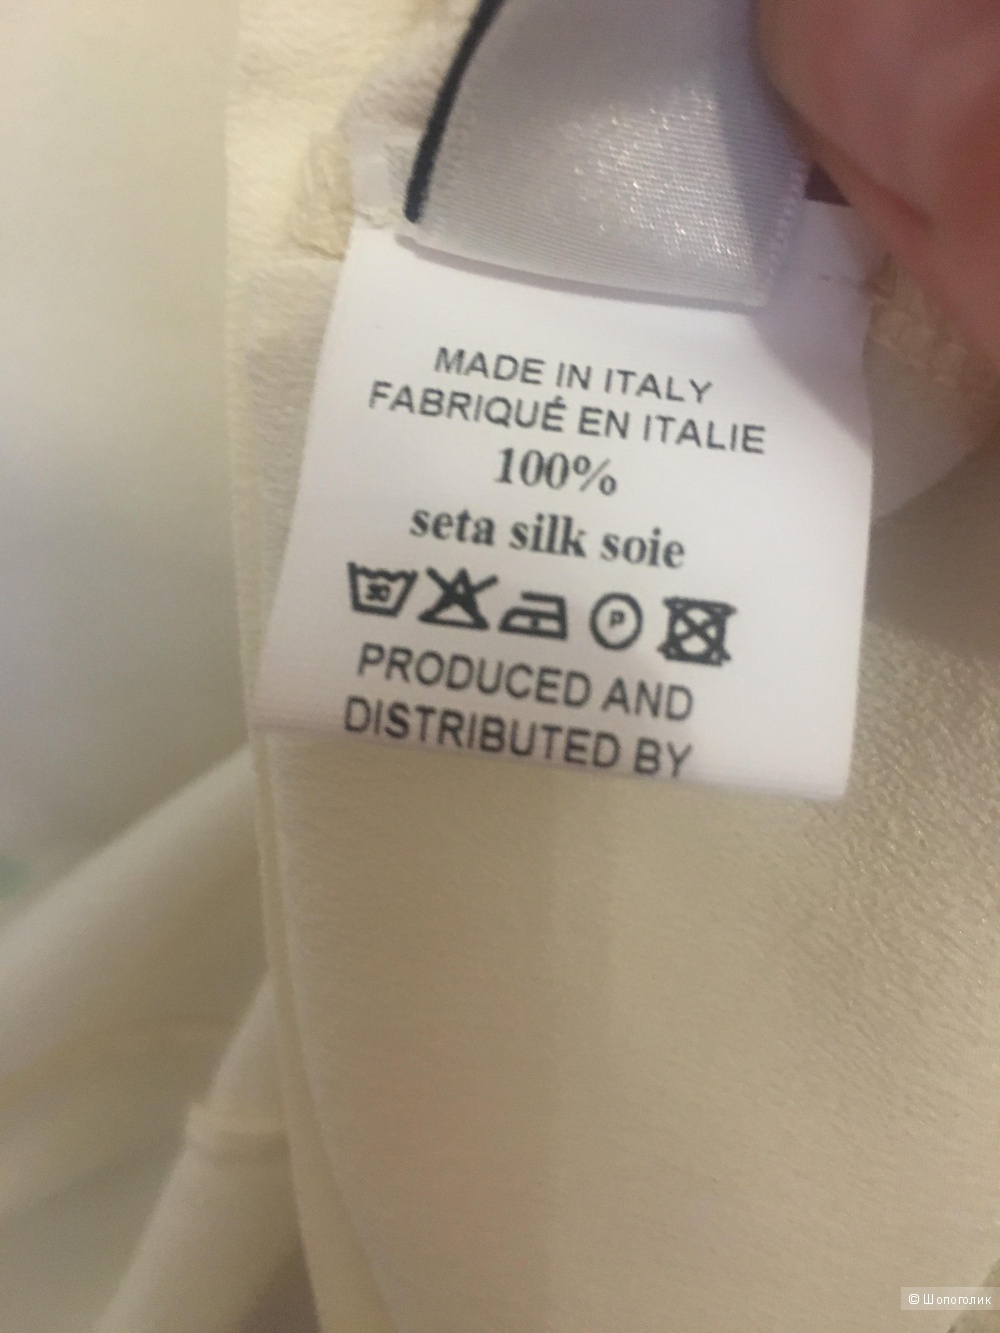 MADE IN ITALY
FABRIQUÉ EN ITALIE
100%
seta silk soie
30 A P
PRODUCED AND
DISTRIBUTED BY
© Шопоголик